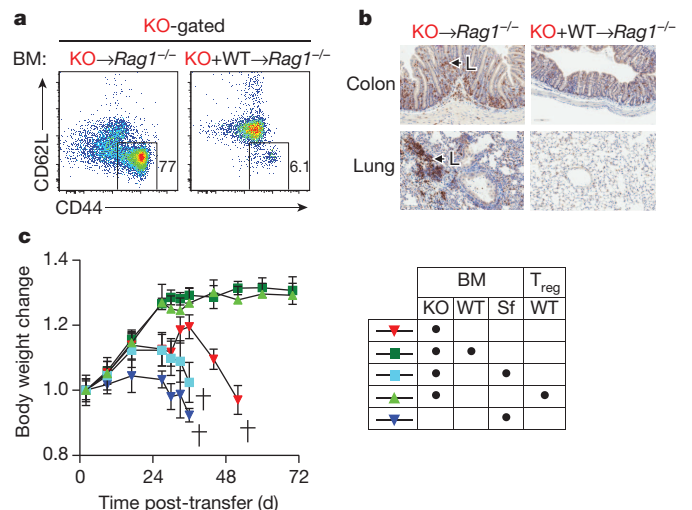 a
KO-gated
BM: KO→Rag1–/– KO+WT→Rag1–/–
CD62L
77
6.1
CD44
b
KO→Rag1–/– KO+WT→Rag1–/–
Colon
L
Lung
L
c
Body weight change
1.4
1.2
1.0
0.8
0 24 48 72
Time post-transfer (d)
BM Treg
KO WT Sf WT